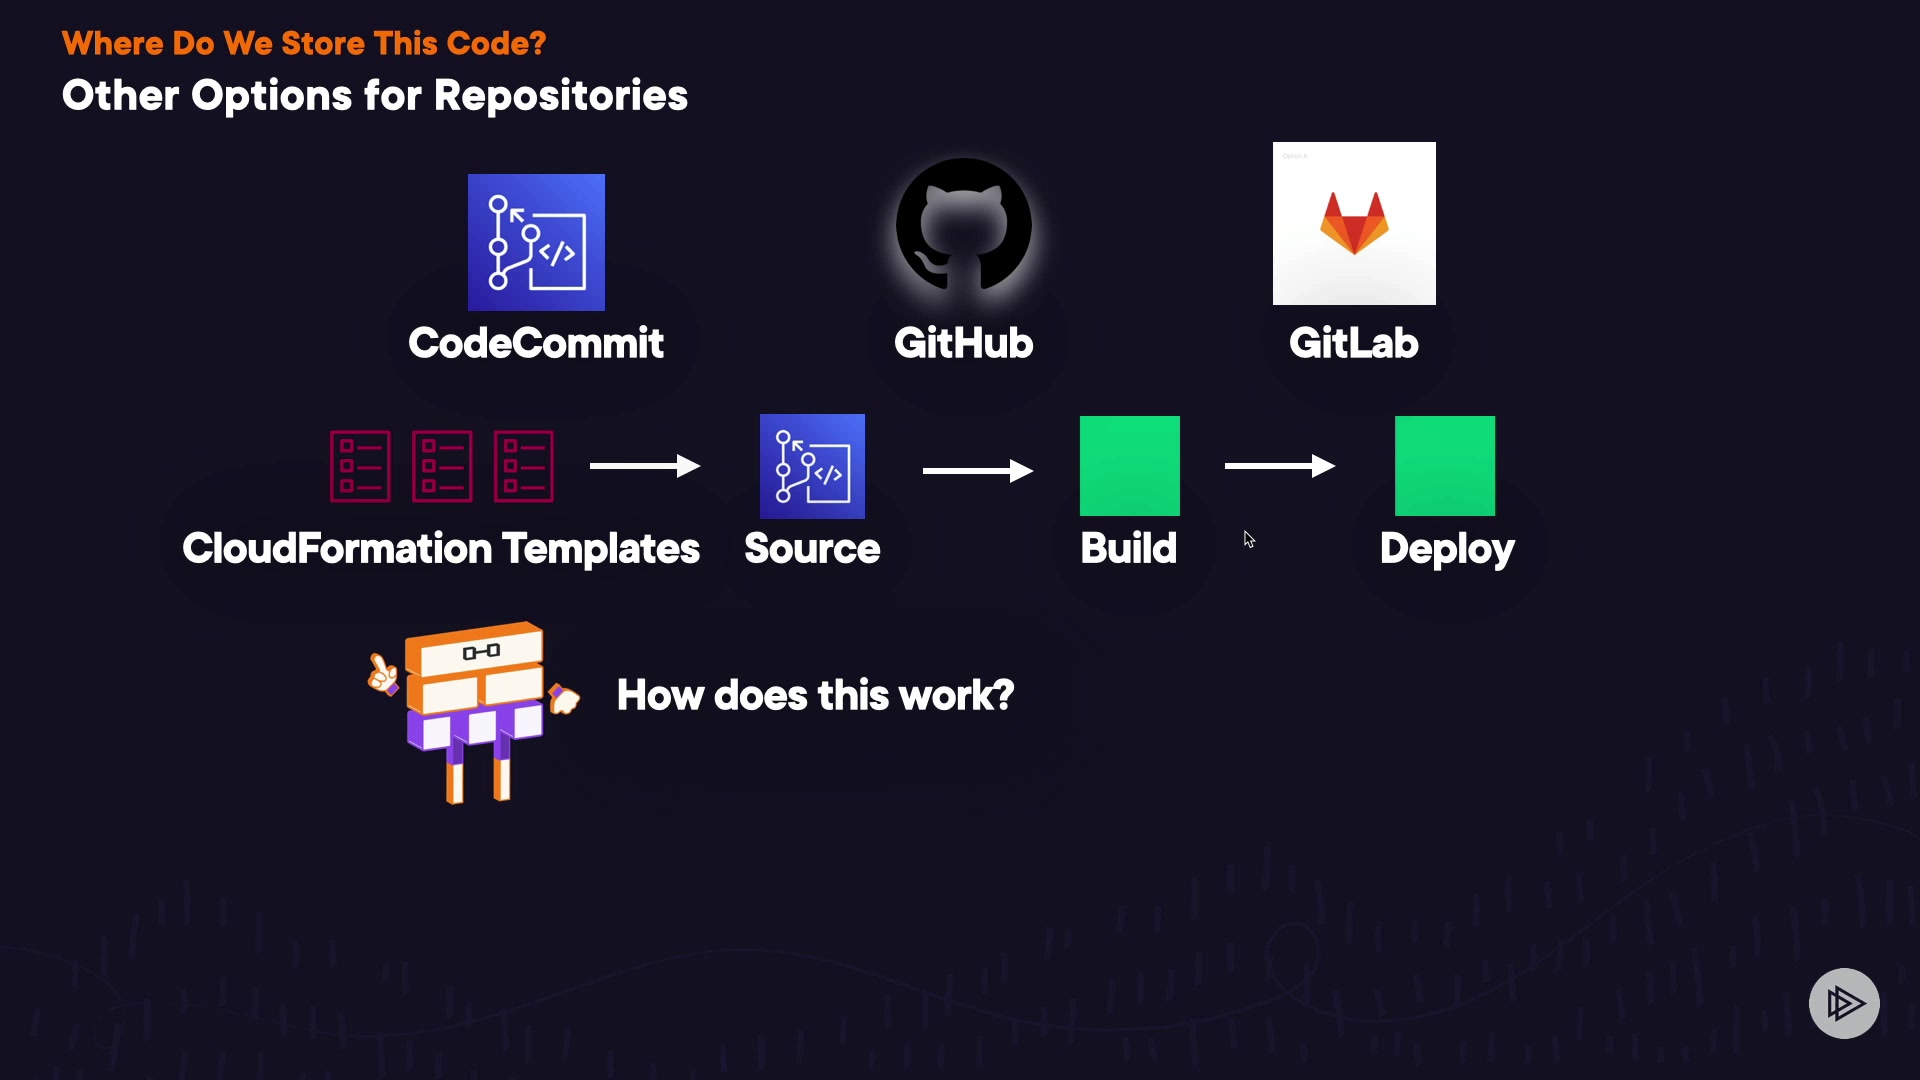 Where Do We Store This Code?
Other Options for Repositories
Option A
CodeCommit
GitHub
GitLab
CloudFormation Templates
Source
Build
Deploy
How does this work?